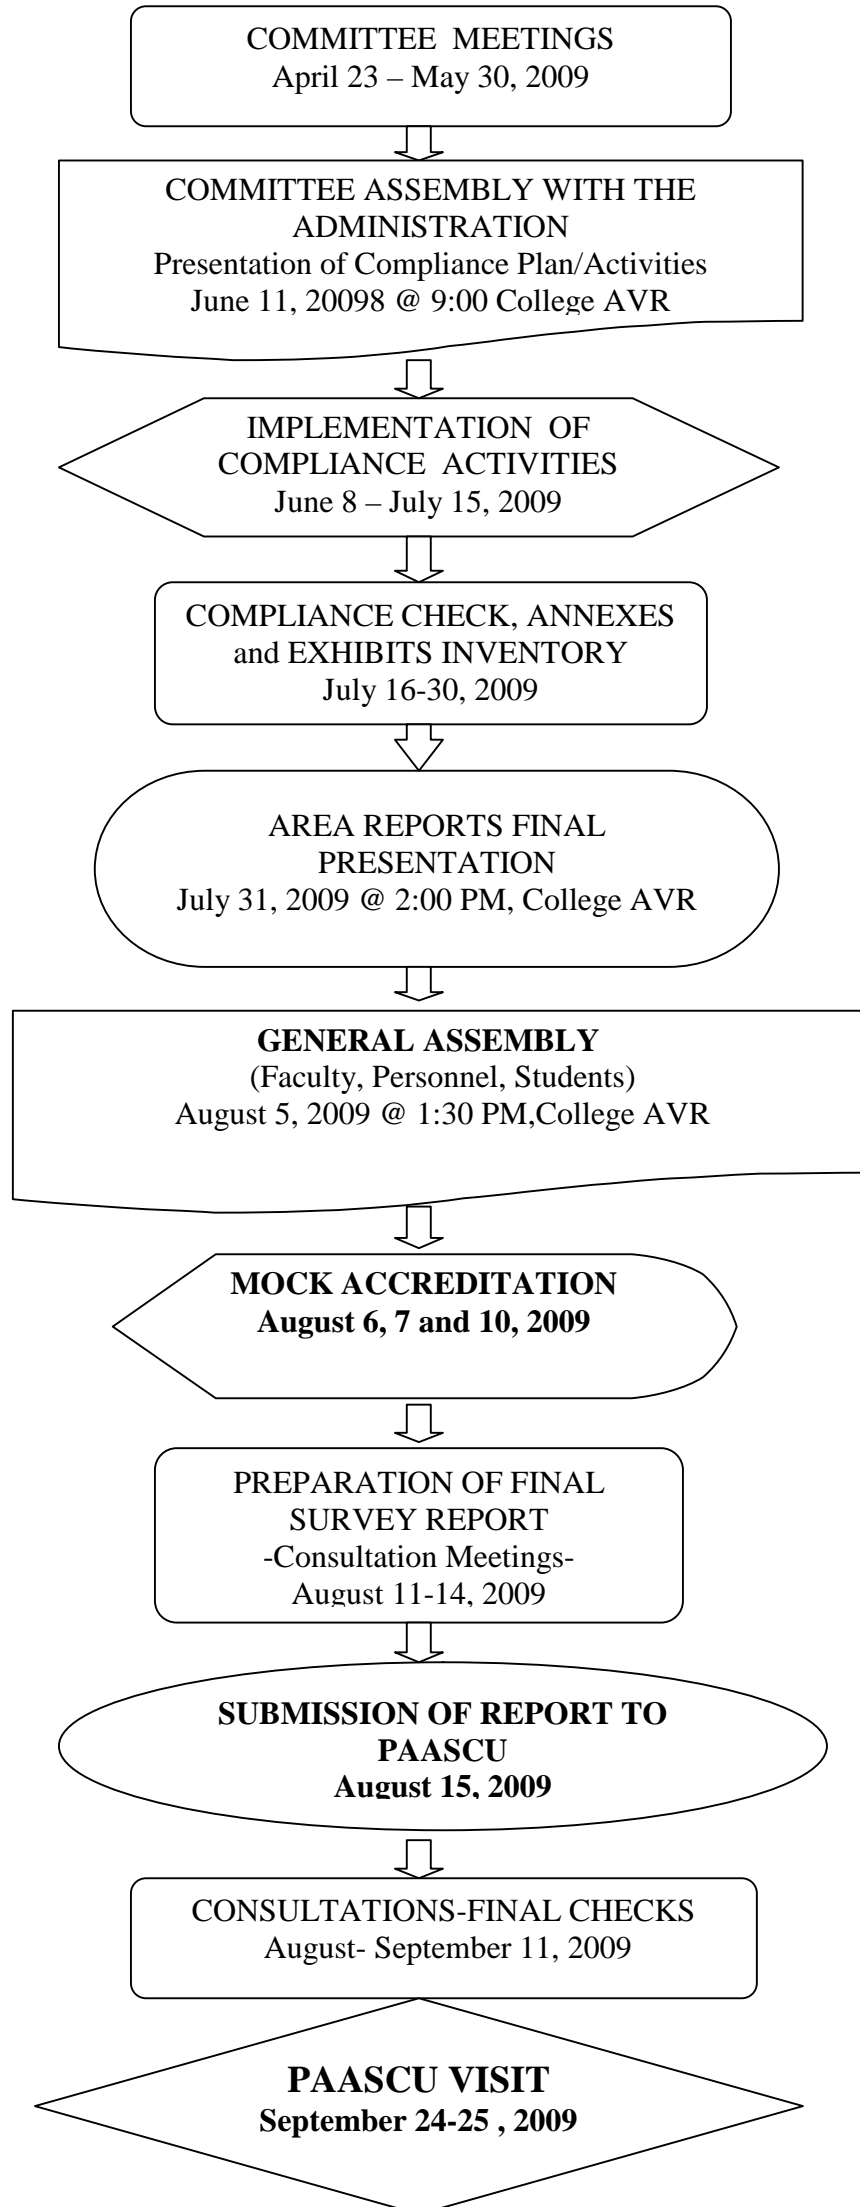 COMMITTEE MEETINGS
April 23 – May 30, 2009
COMMITTEE ASSEMBLY WITH THE
ADMINISTRATION
Presentation of Compliance Plan/Activities
June 11, 20098 @ 9:00 College AVR
IMPLEMENTATION OF
COMPLIANCE ACTIVITIES
June 8 – July 15, 2009
COMPLIANCE CHECK, ANNEXES
and EXHIBITS INVENTORY
July 16-30, 2009
AREA REPORTS FINAL
PRESENTATION
July 31, 2009 @ 2:00 PM, College AVR
GENERAL ASSEMBLY
(Faculty, Personnel, Students)
August 5, 2009 @ 1:30 PM,College AVR
MOCK ACCREDITATION
August 6, 7 and 10, 2009
PREPARATION OF FINAL
SURVEY REPORT
-Consultation Meetings-
August 11-14, 2009
SUBMISSION OF REPORT TO
PAASCU
August 15, 2009
CONSULTATIONS-FINAL CHECKS
August- September 11, 2009
PAASCU VISIT
September 24-25 , 2009